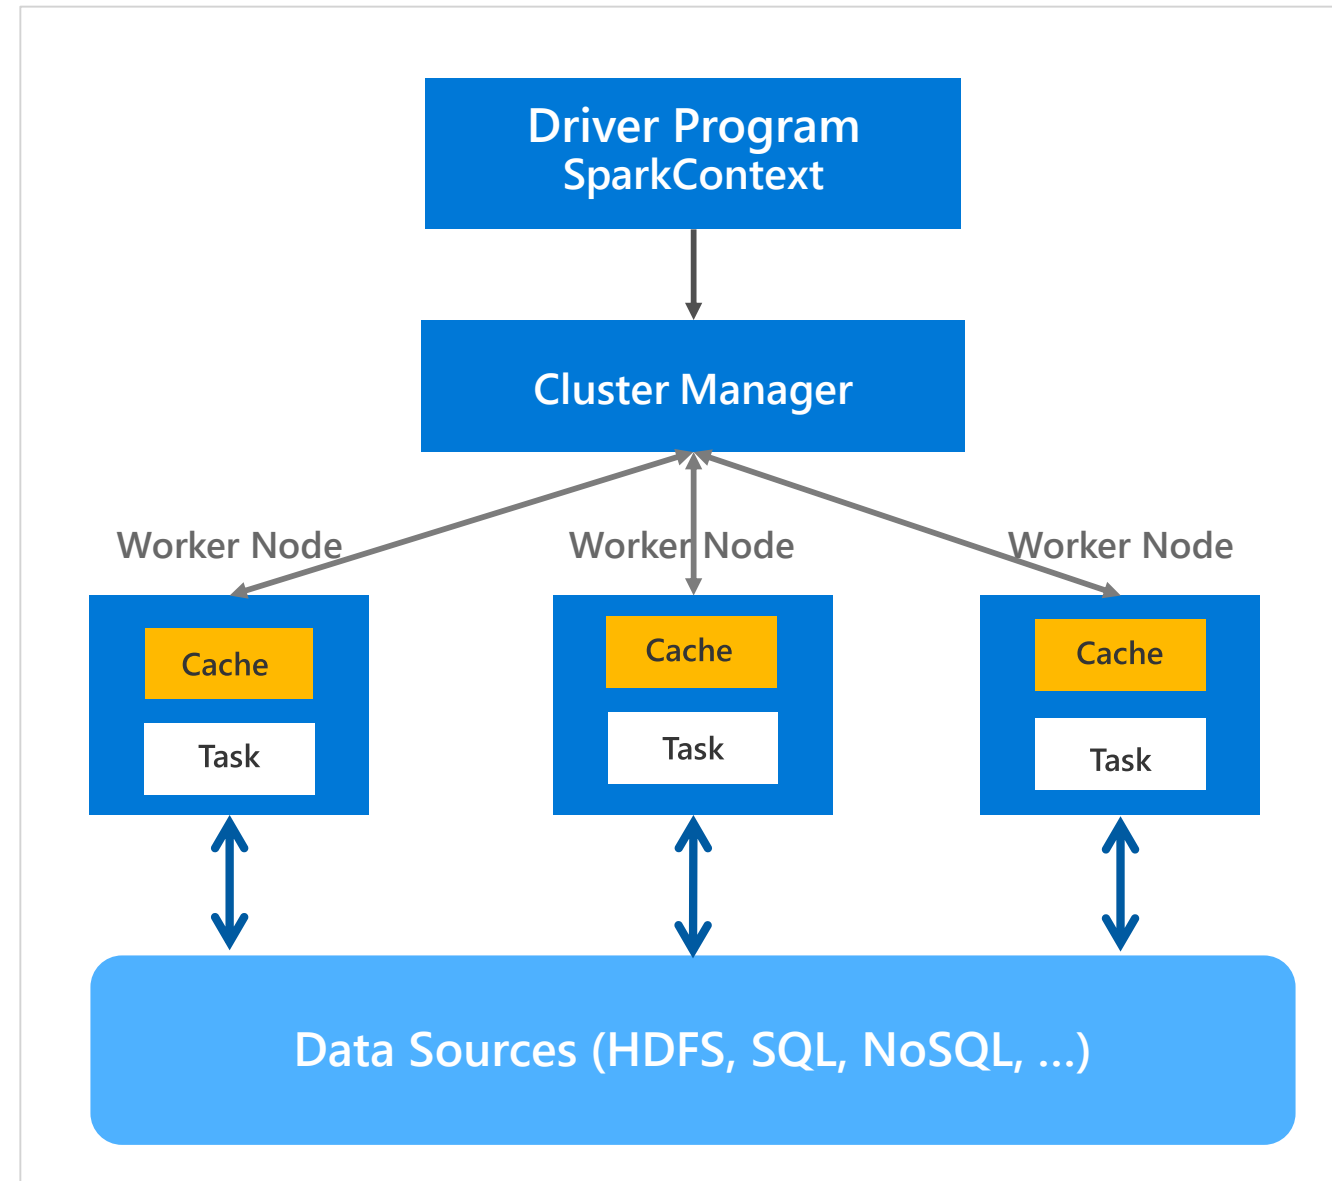 Driver Program
SparkContext
Cluster Manager
Worker Node
Worker Node
Worker Node
Cache
Cache
Cache
Task
Task
Task
Data Sources (HDFS, SQL, NoSQL, ...)